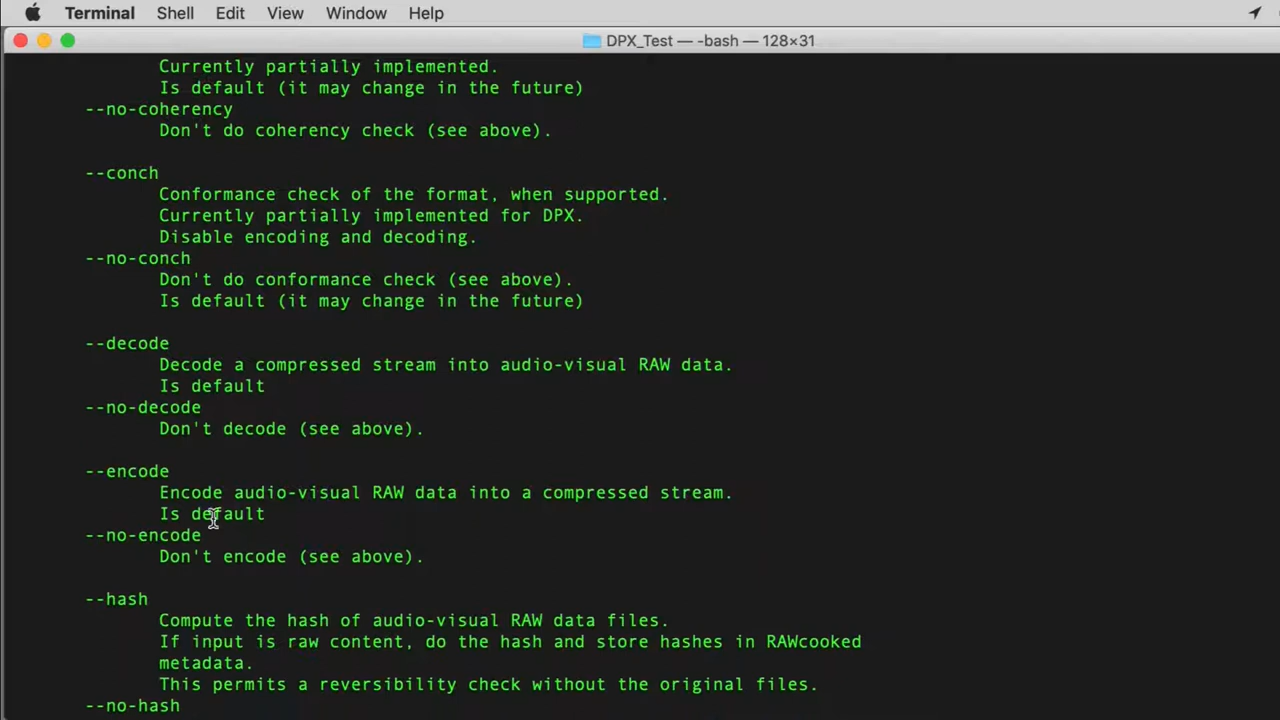 Terminal Shell Edit View Window Help
DPX_Test — -bash — 128×31
Currently partially implemented.
Is default (it may change in the future)
--no-coherency
Don't do coherency check (see above).
--conch
Conformance check of the format, when supported.
Currently partially implemented for DPX.
Disable encoding and decoding.
--no-conch
Don't do conformance check (see above).
Is default (it may change in the future)
--decode
Decode a compressed stream into audio-visual RAW data.
Is default
--no-decode
Don't decode (see above).
--encode
Encode audio-visual RAW data into a compressed stream.
Is default
--no-encode
Don't encode (see above).
--hash
Compute the hash of audio-visual RAW data files.
If input is raw content, do the hash and store hashes in RAWcooked
metadata.
This permits a reversibility check without the original files.
--no-hash